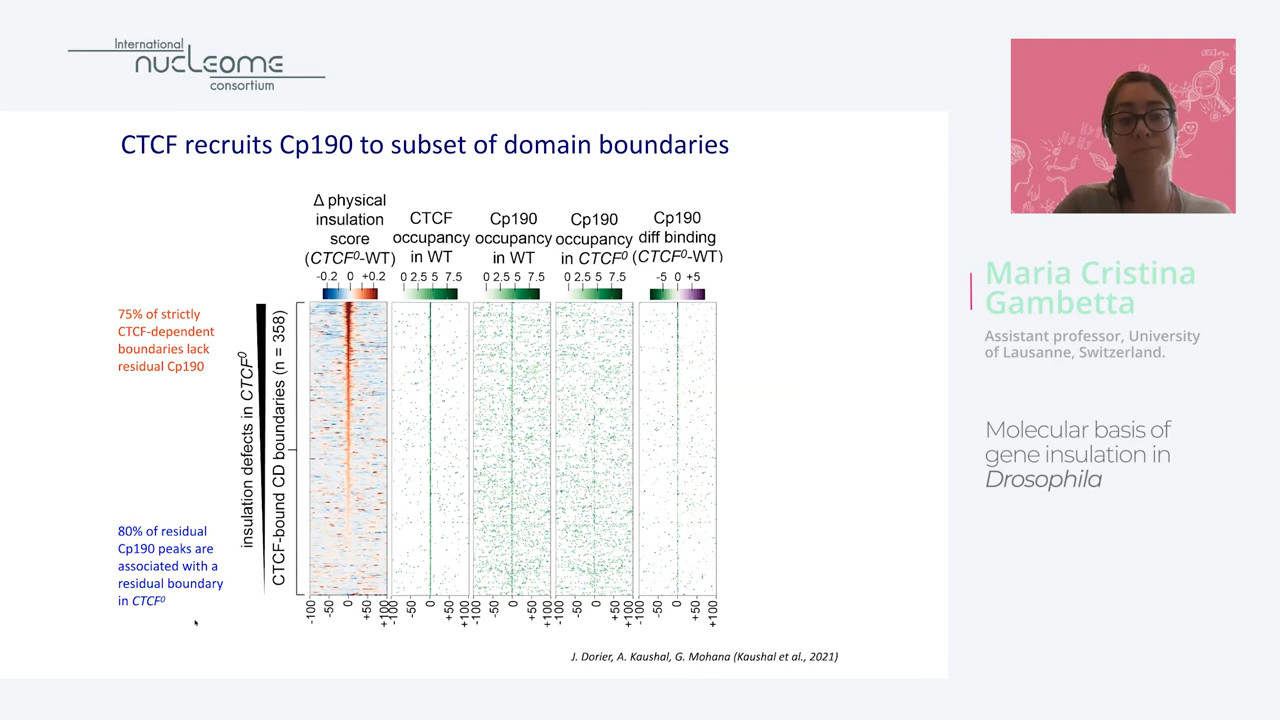 International
nucleome
consortium
CTCF recruits Cp190 to subset of domain boundaries
Δ physical
insulation
score
(CTCF⁰-WT)
-0.2 0 +0.2
CTCF
occupancy
in WT
0 2.5 5 7.5
Cp190
occupancy
in WT
0 2.5 5 7.5
Cp190
occupancy
in CTCF⁰
0 2.5 5 7.5
Cp190
diff binding
(CTCF⁰-WT)
-5 0 +5
75% of strictly
CTCF-dependent
boundaries lack
residual Cp190
80% of residual
Cp190 peaks are
associated with a
residual boundary
in CTCF⁰
insulation defects in CTCF⁰
CTCF-bound CD boundaries (n = 358)
-100 -50 0 +50 +100
-100 -50 0 +50 +100
-100 -50 0 +50 +100
-100 -50 0 +50 +100
-100 -50 0 +50 +100
J. Dorier, A. Kaushal, G. Mohana (Kaushal et al., 2021)
Maria Cristina
Gambetta
Assistant professor, University
of Lausanne, Switzerland.
Molecular basis of
gene insulation in
Drosophila